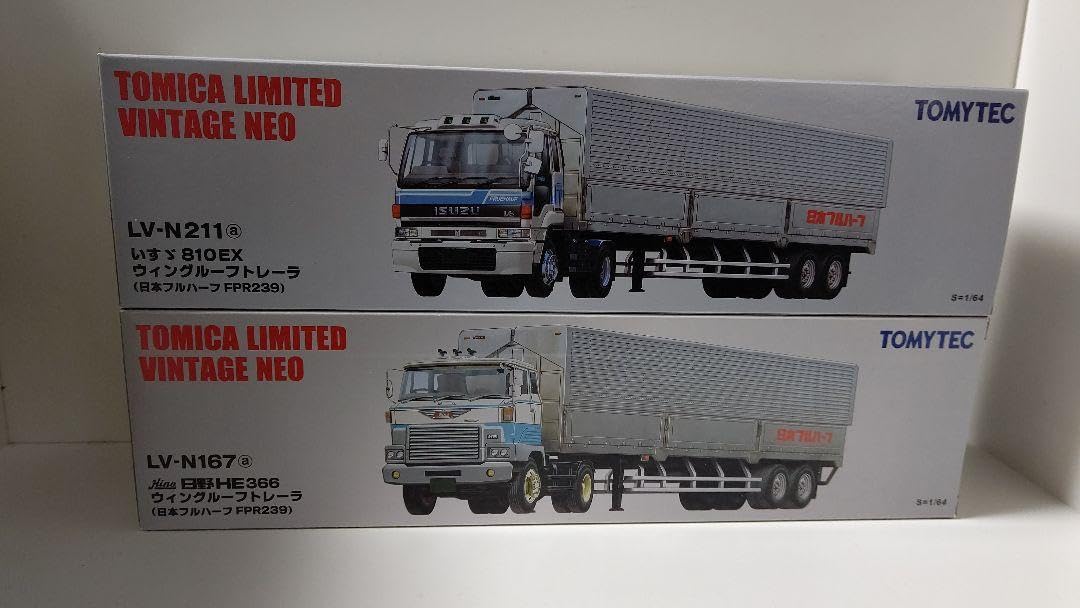 TOMICA LIMITED
VINTAGE NEO
TOMYTEC
FRUEHAUF
ISUZU V8
日本フルハーフ
LV-N211ⓐ
いすゞ810EX
ウィングルーフトレーラ
(日本フルハーフ FPR239)
S=1/64
TOMICA LIMITED
VINTAGE NEO
TOMYTEC
日本フルハーフ
LV-N167ⓐ
Hino 日野HE366
ウィングルーフトレーラ
(日本フルハーフ FPR239)
S=1/64